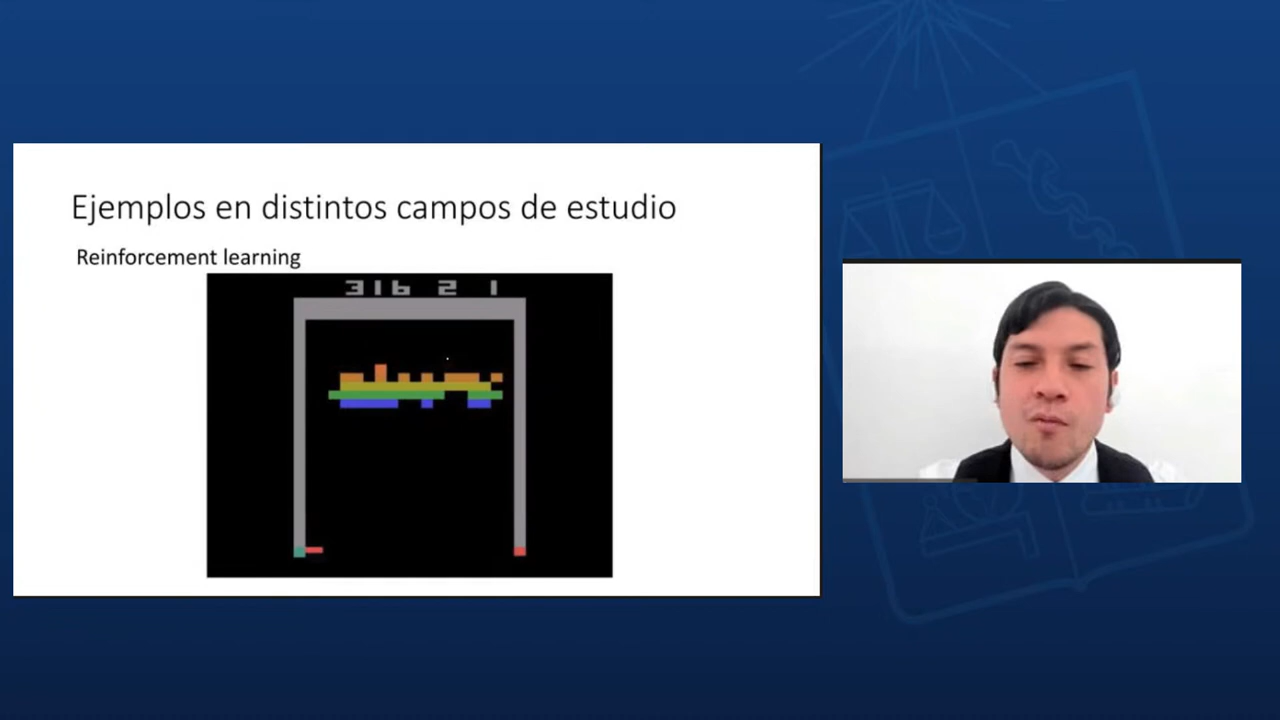 Ejemplos en distintos campos de estudio
Reinforcement learning
316 2 1